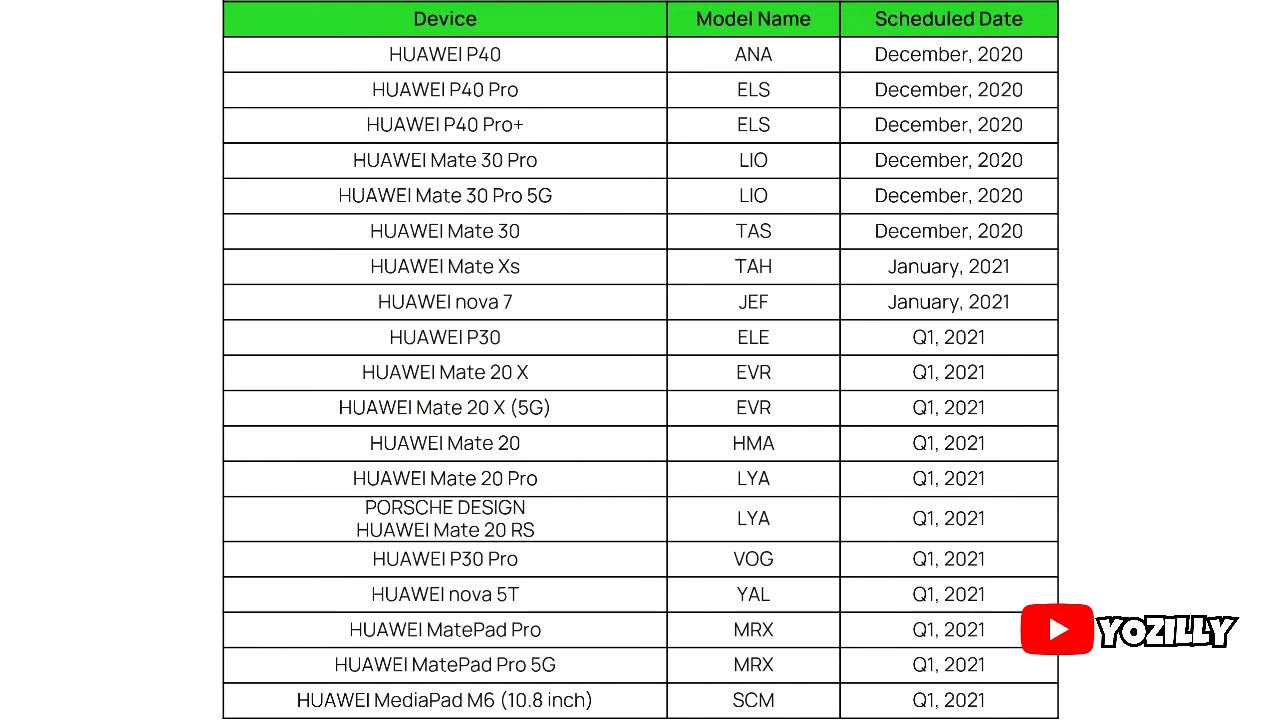 Device Model Name Scheduled Date
HUAWEI P40 ANA December, 2020
HUAWEI P40 Pro ELS December, 2020
HUAWEI P40 Pro+ ELS December, 2020
HUAWEI Mate 30 Pro LIO December, 2020
HUAWEI Mate 30 Pro 5G LIO December, 2020
HUAWEI Mate 30 TAS December, 2020
HUAWEI Mate Xs TAH January, 2021
HUAWEI nova 7 JEF January, 2021
HUAWEI P30 ELE Q1, 2021
HUAWEI Mate 20 X EVR Q1, 2021
HUAWEI Mate 20 X (5G) EVR Q1, 2021
HUAWEI Mate 20 HMA Q1, 2021
HUAWEI Mate 20 Pro LYA Q1, 2021
PORSCHE DESIGN
HUAWEI Mate 20 RS LYA Q1, 2021
HUAWEI P30 Pro VOG Q1, 2021
HUAWEI nova 5T YAL Q1, 2021
HUAWEI MatePad Pro MRX Q1, 2021
YOZILLY
HUAWEI MatePad Pro 5G MRX Q1, 2021
HUAWEI MediaPad M6 (10.8 inch) SCM Q1, 2021